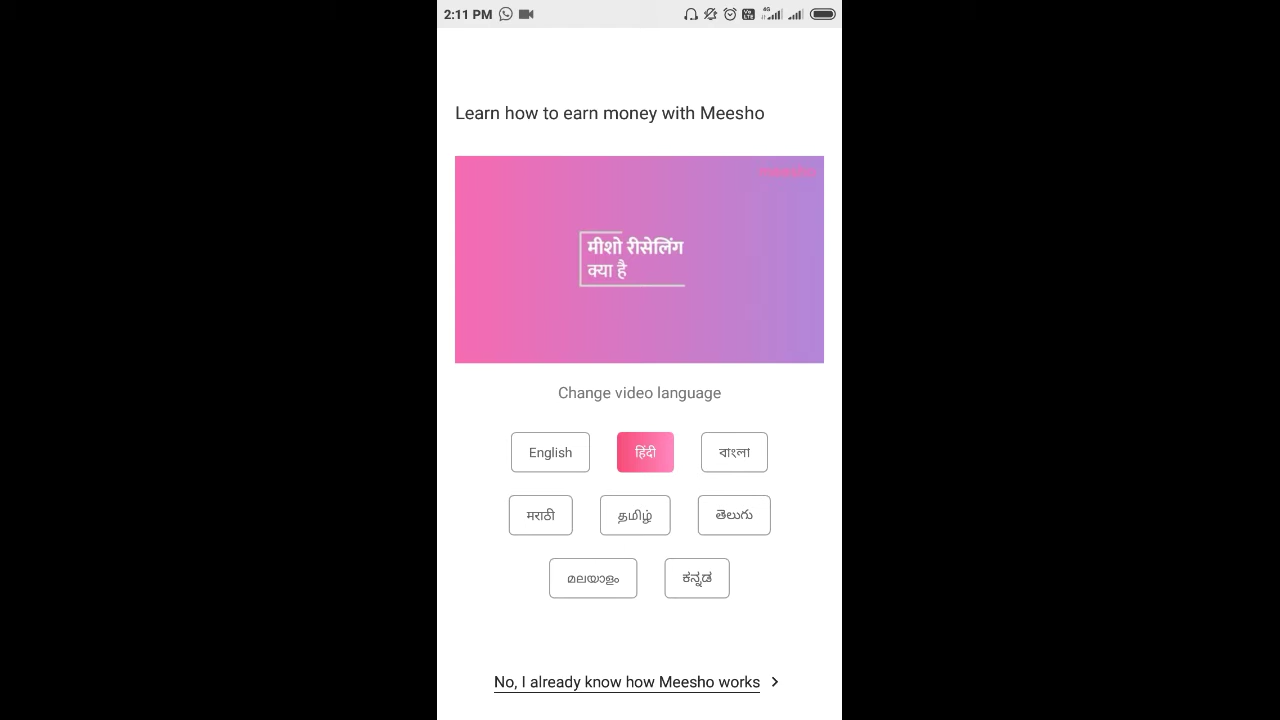 2:11 PM
4G
Learn how to earn money with Meesho
मीशो रीसेलिंग
क्या है
Change video language
English
हिंदी
বাংলা
मराठी
தமிழ்
తెలుగు
മലയാളം
ಕನ್ನಡ
No, I already know how Meesho works